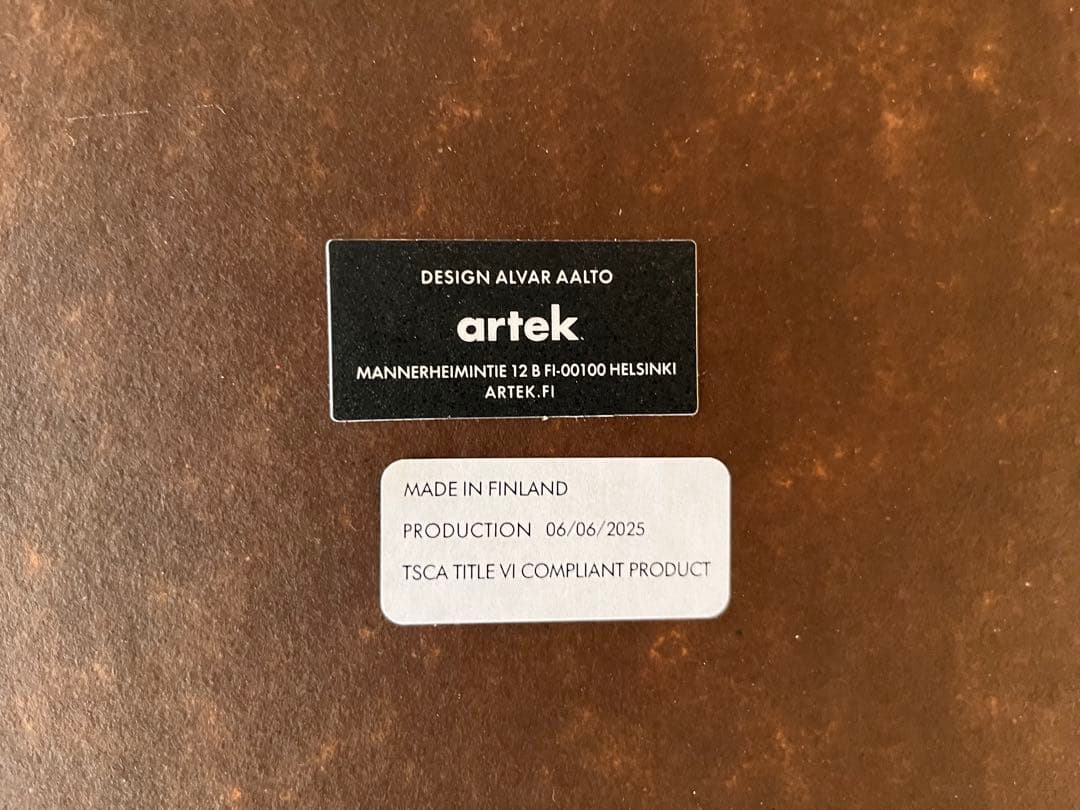 DESIGN ALVAR AALTO
artek
MANNERHEIMINTIE 12 B FI-00100 HELSINKI
ARTEK.FI
MADE IN FINLAND
PRODUCTION 06/06/2025
TSCA TITLE VI COMPLIANT PRODUCT